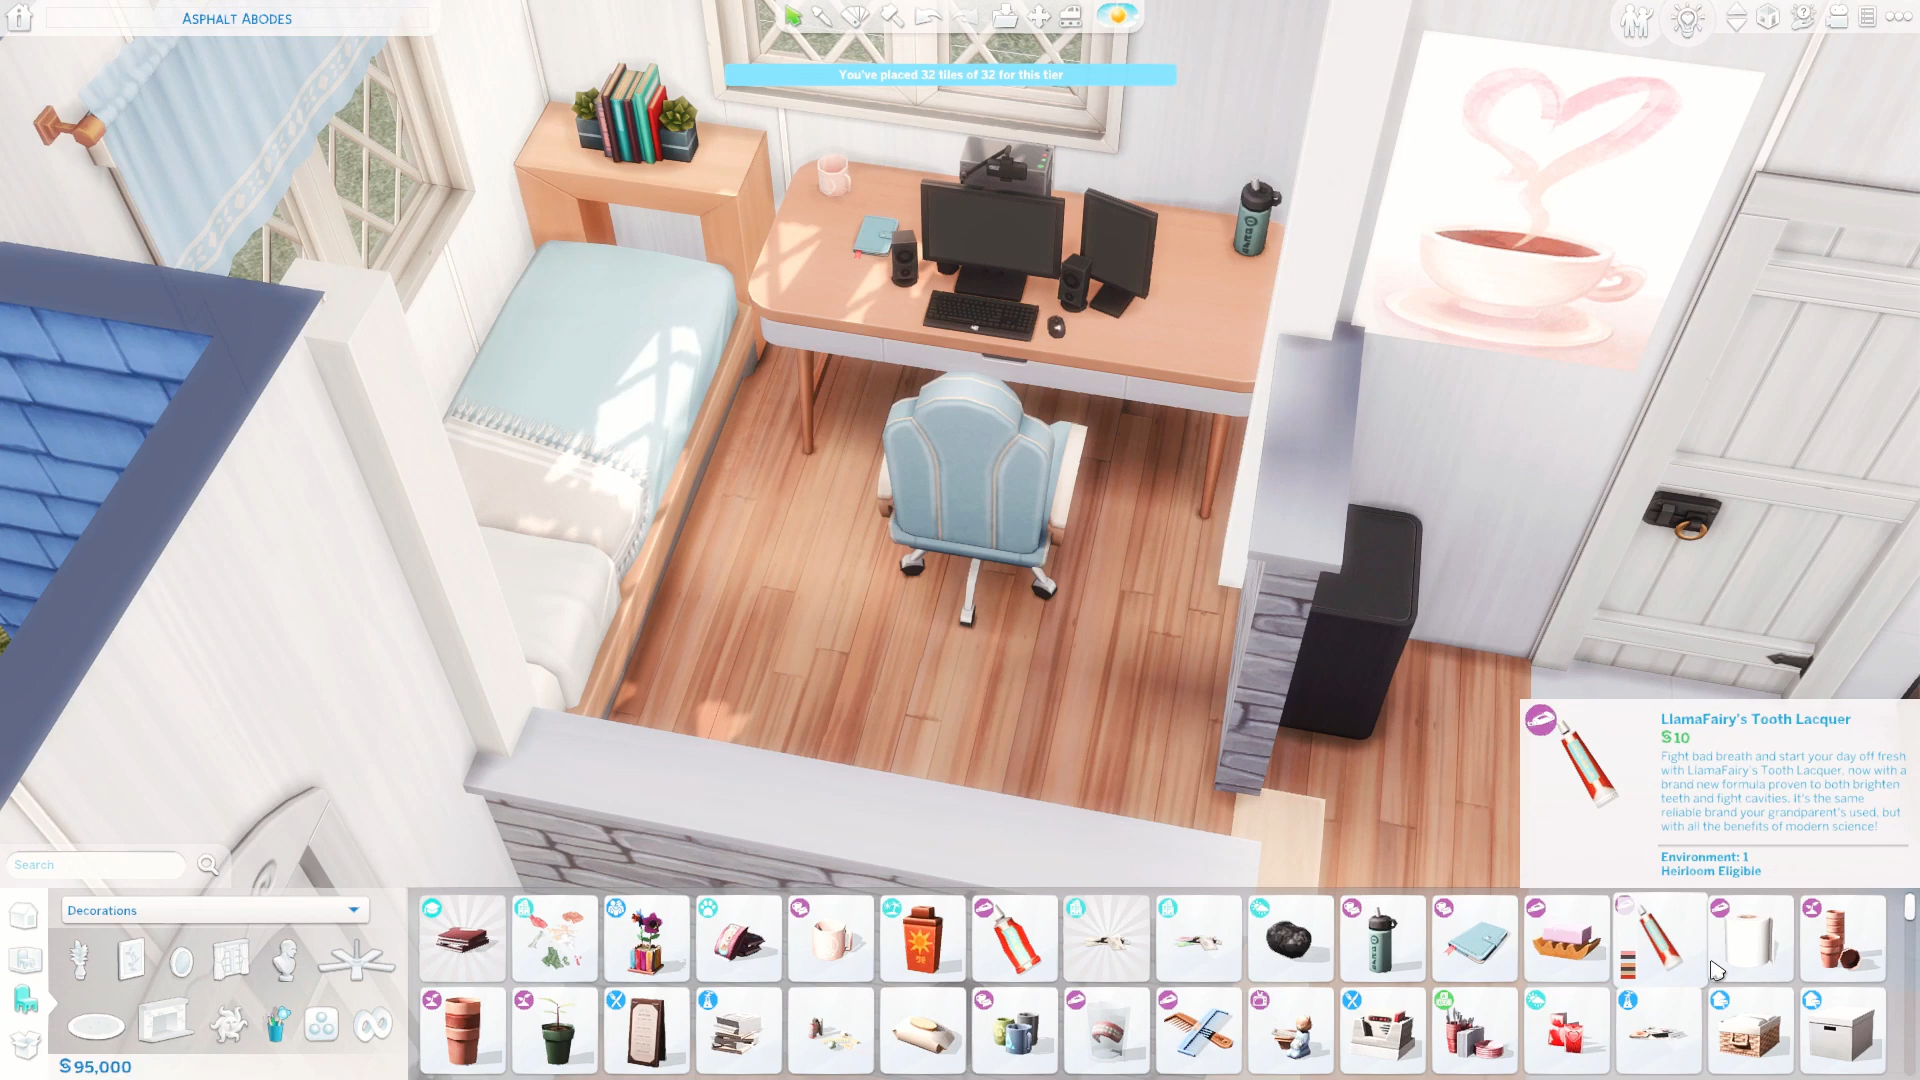 Asphalt Abodes
You've placed 32 tiles of 32 for this tier
LlamaFairy's Tooth Lacquer
§10
Fight bad breath and start your day off fresh
with LlamaFairy's Tooth Lacquer, now with a
brand new formula proven to both brighten
teeth and fight cavities. It's the same
reliable brand your grandparent's used, but
with all the benefits of modern science!
Environment: 1
Heirloom Eligible
Search
Decorations
§95,000